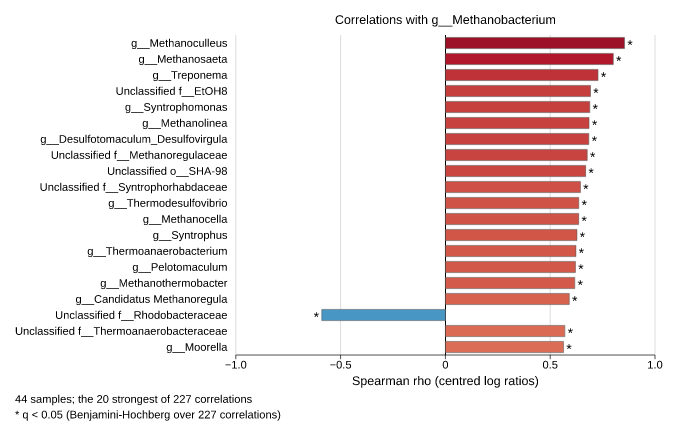 Correlations with g__Methanobacterium
g__Methanoculleus *
g__Methanosaeta *
g__Treponema *
Unclassified f__EtOH8 *
g__Syntrophomonas *
g__Methanolinea *
g__Desulfotomaculum_Desulfovirgula *
Unclassified f__Methanoregulaceae *
Unclassified o__SHA-98 *
Unclassified f__Syntrophorhabdaceae *
g__Thermodesulfovibrio *
g__Methanocella *
g__Syntrophus *
g__Thermoanaerobacterium *
g__Pelotomaculum *
g__Methanothermobacter *
g__Candidatus Methanoregula *
Unclassified f__Rhodobacteraceae *
Unclassified f__Thermoanaerobacteraceae *
g__Moorella *
−1.0 −0.5 0 0.5 1.0
Spearman rho (centred log ratios)
44 samples; the 20 strongest of 227 correlations
* q < 0.05 (Benjamini-Hochberg over 227 correlations)